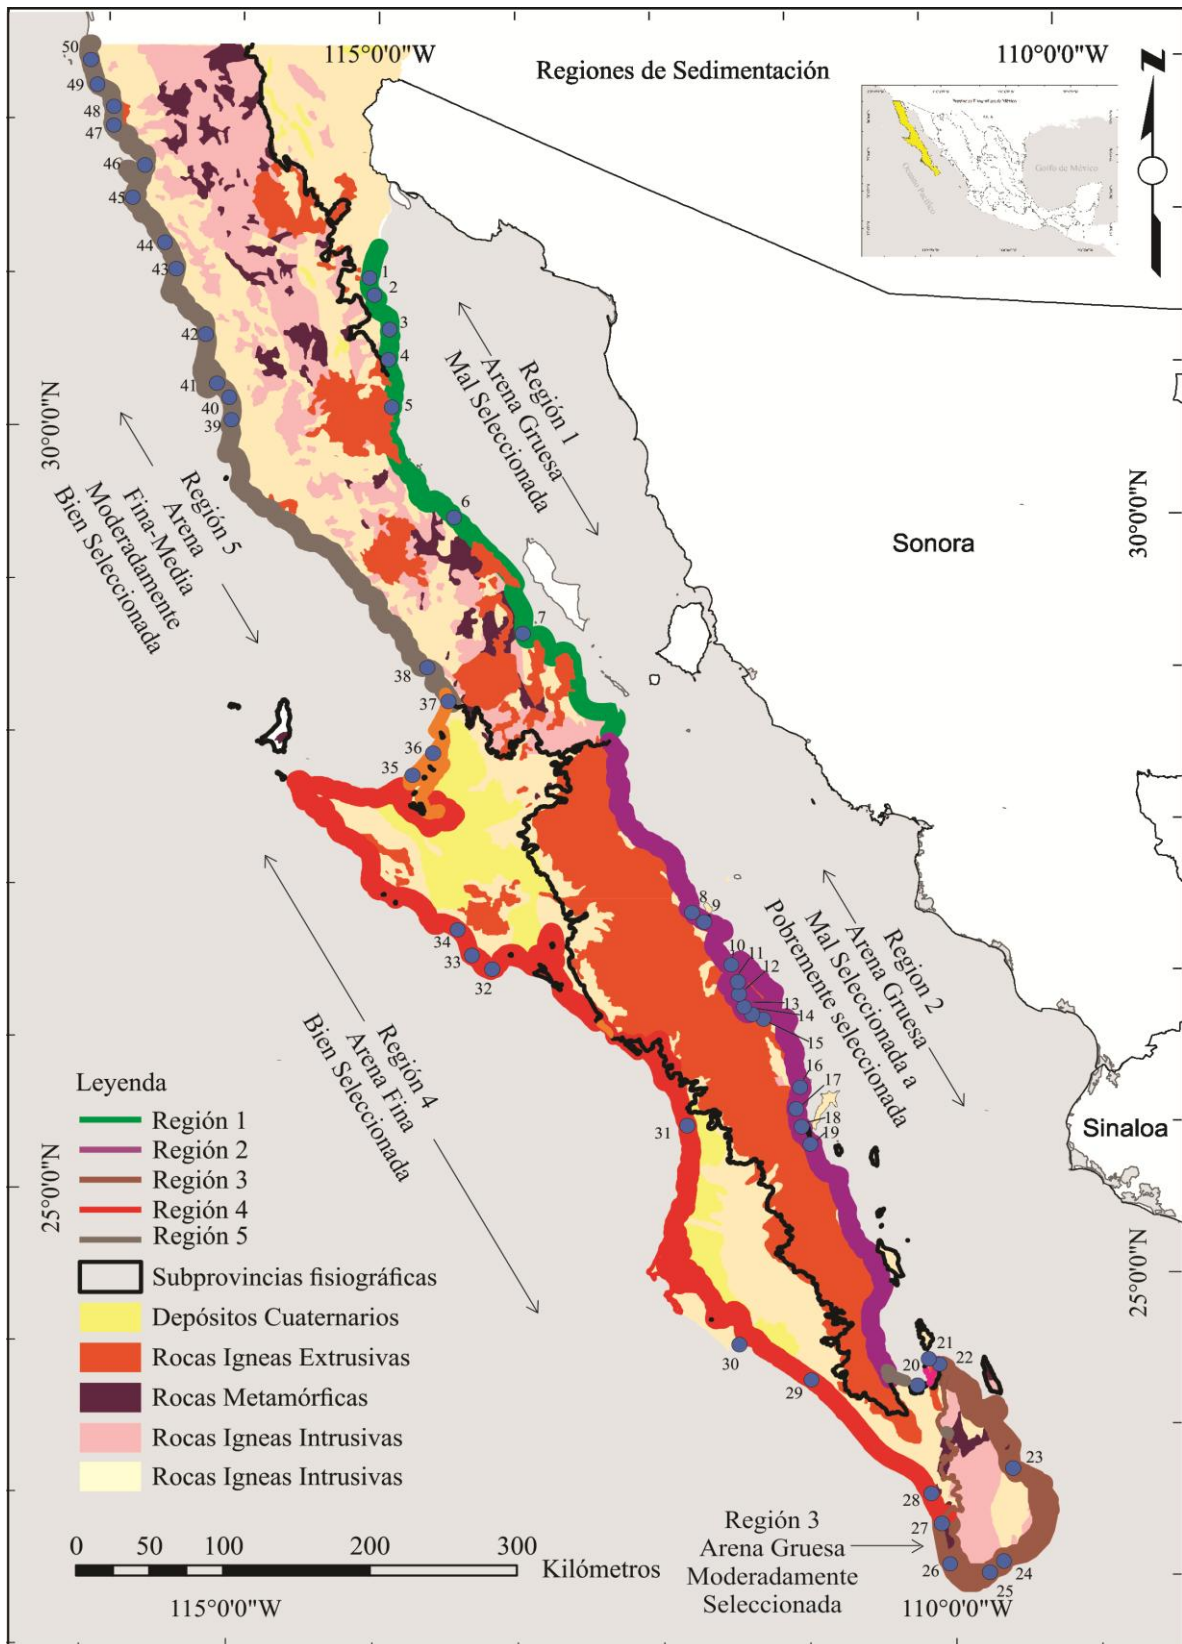 115°0'0"W
110°0'0"W
Regiones de Sedimentación
Golfo de México
Océano Pacífico
Z
50
49
48
47
46
45
44
43
42
41
40
39
38
37
36
35
34
33
32
31
30
29
28
27
26
25
24
23
22
21
20
19
18
17
16
15
14
13
12
11
10
9
8
7
6
5
4
3
2
1
30°0'0"N
30°0'0"N
25°0'0"N
25°0'0"N
Región 1
Arena Gruesa
Mal Seleccionada
Región 5
Arena
Fina-Media
Moderadamente
Bien Seleccionada
Sonora
Region 2
Arena Gruesa
Mal Seleccionada a
Pobremente seleccionada
Región 4
Arena Fina
Bien Seleccionada
Sinaloa
Leyenda
Región 1
Región 2
Región 3
Región 4
Región 5
Subprovincias fisiográficas
Depósitos Cuaternarios
Rocas Igneas Extrusivas
Rocas Metamórficas
Rocas Igneas Intrusivas
Rocas Igneas Intrusivas
0 50 100 200 300
Kilómetros
Región 3
Arena Gruesa
Moderadamente
Seleccionada
115°0'0"W
110°0'0"W